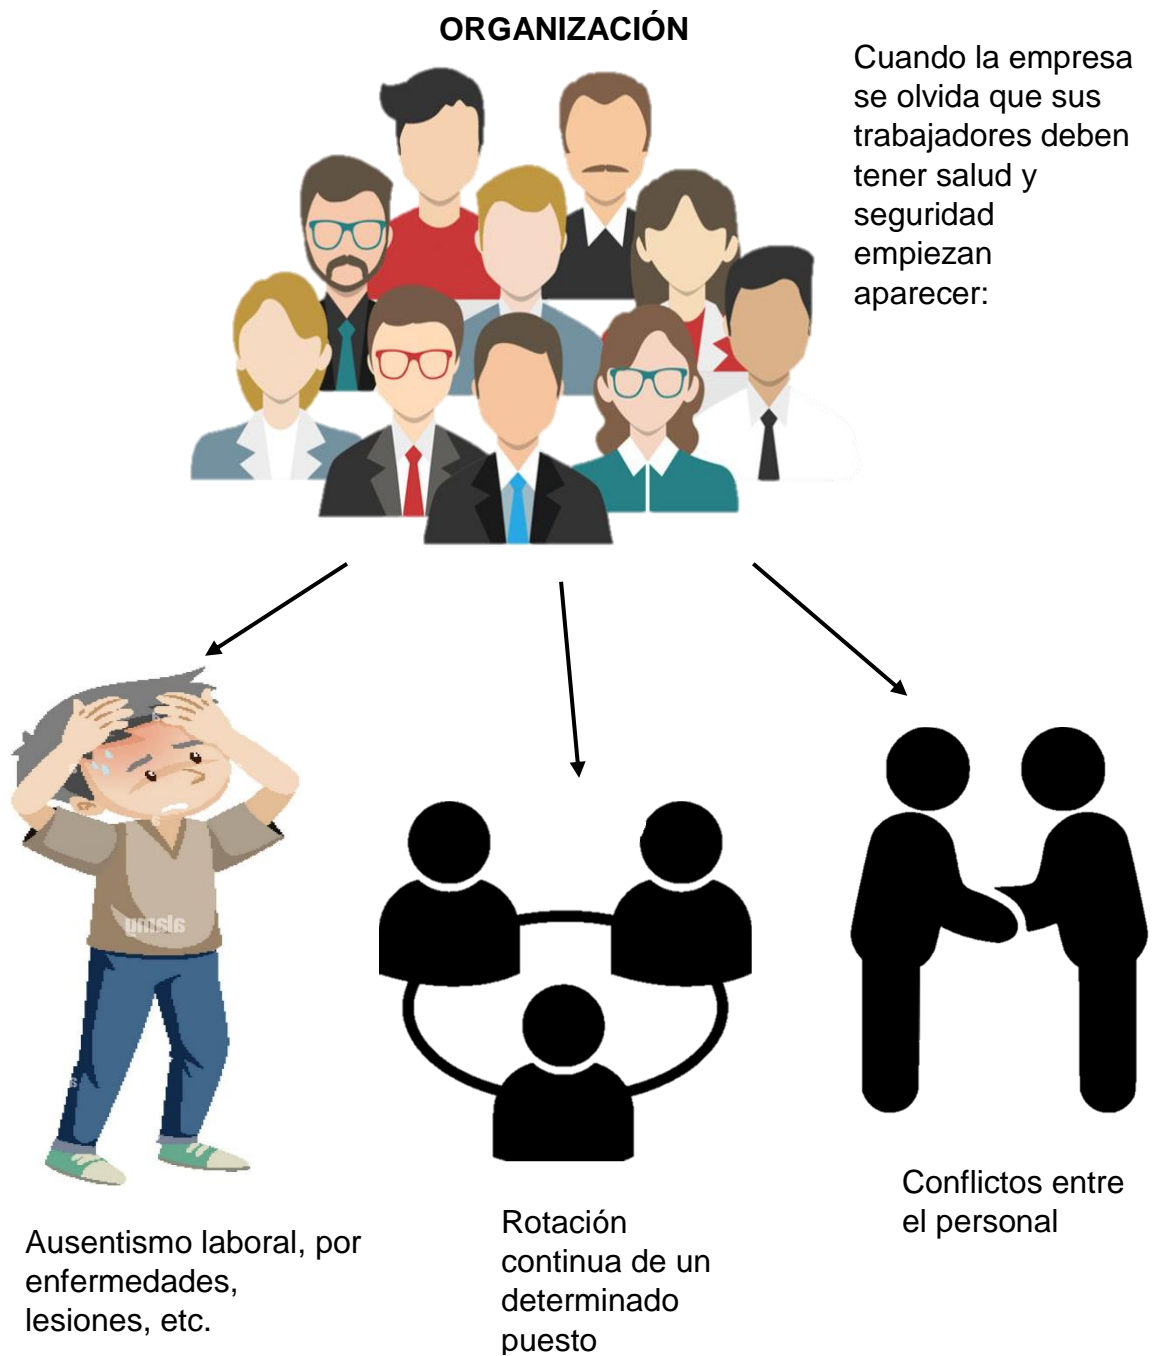 ORGANIZACIÓN
Cuando la empresa
se olvida que sus
trabajadores deben
tener salud y
seguridad
empiezan
aparecer:
alamy
a
a
Ausentismo laboral, por
enfermedades,
lesiones, etc.
Rotación
continua de un
determinado
puesto
Conflictos entre
el personal